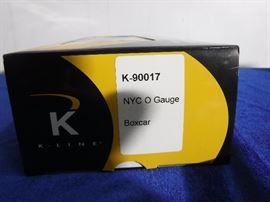 K-90017
NYC O Gauge
Boxcar
K
K-LINE®